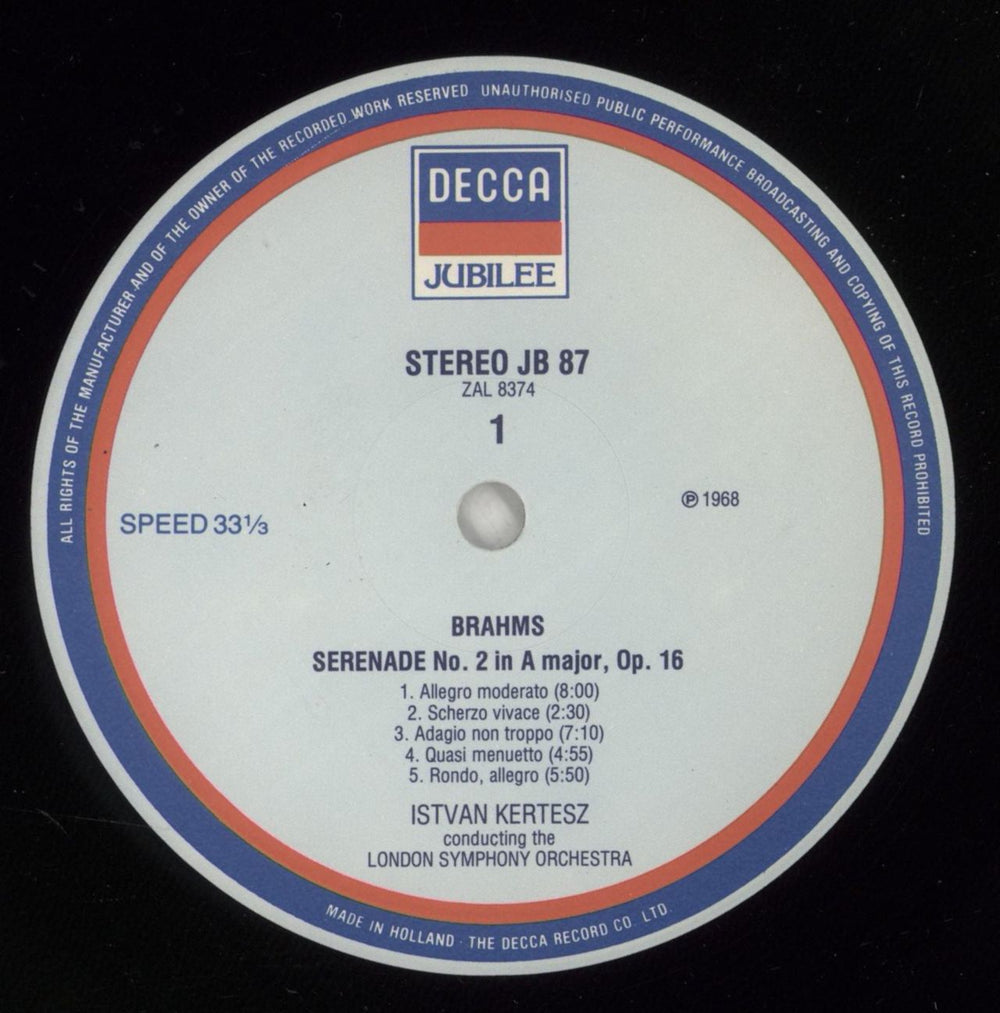 ALL RIGHTS OF THE MANUFACTURER AND OF THE OWNER OF THE RECORDED WORK RESERVED UNAUTHORISED PUBLIC PERFORMANCE BROADCASTING AND COPYING OF THIS RECORD PROHIBITED
DECCA
JUBILEE
STEREO JB 87
ZAL 8374
1
℗ 1968
SPEED 33⅓
BRAHMS
SERENADE No. 2 in A major, Op. 16
1. Allegro moderato (8:00)
2. Scherzo vivace (2:30)
3. Adagio non troppo (7:10)
4. Quasi menuetto (4:55)
5. Rondo, allegro (5:50)
ISTVAN KERTESZ
conducting the
LONDON SYMPHONY ORCHESTRA
MADE IN HOLLAND · THE DECCA RECORD CO. LTD.